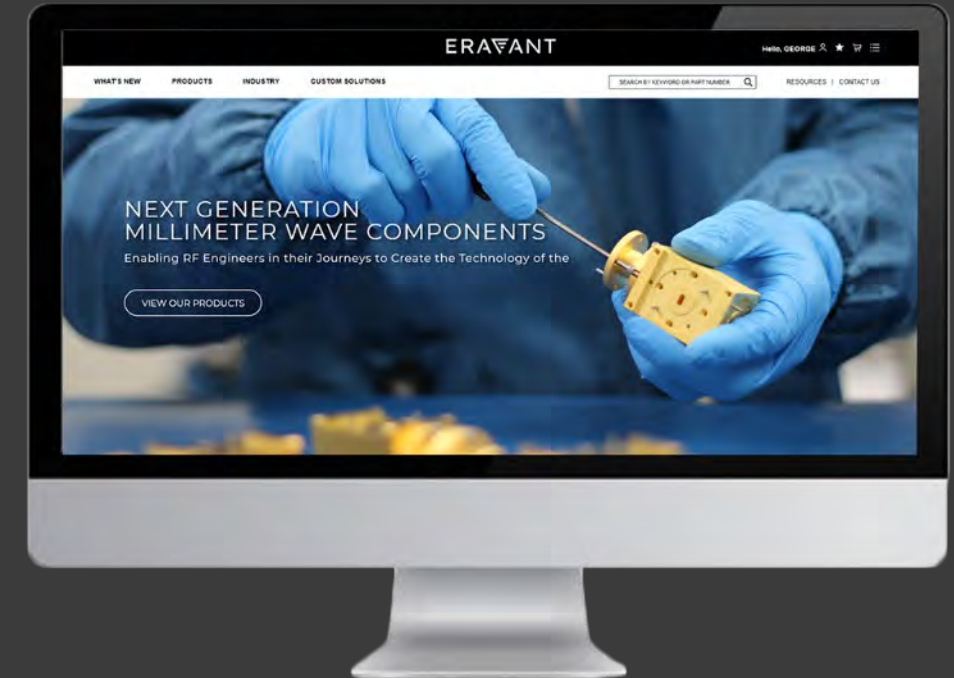 ERAVANT
Hello, GEORGE
WHAT'S NEW
PRODUCTS
INDUSTRY
CUSTOM SOLUTIONS
SEARCH BY KEYWORD OR PART NUMBER
RESOURCES | CONTACT US
NEXT GENERATION
MILLIMETER WAVE COMPONENTS
Enabling RF Engineers in their Journeys to Create the Technology of the
VIEW OUR PRODUCTS